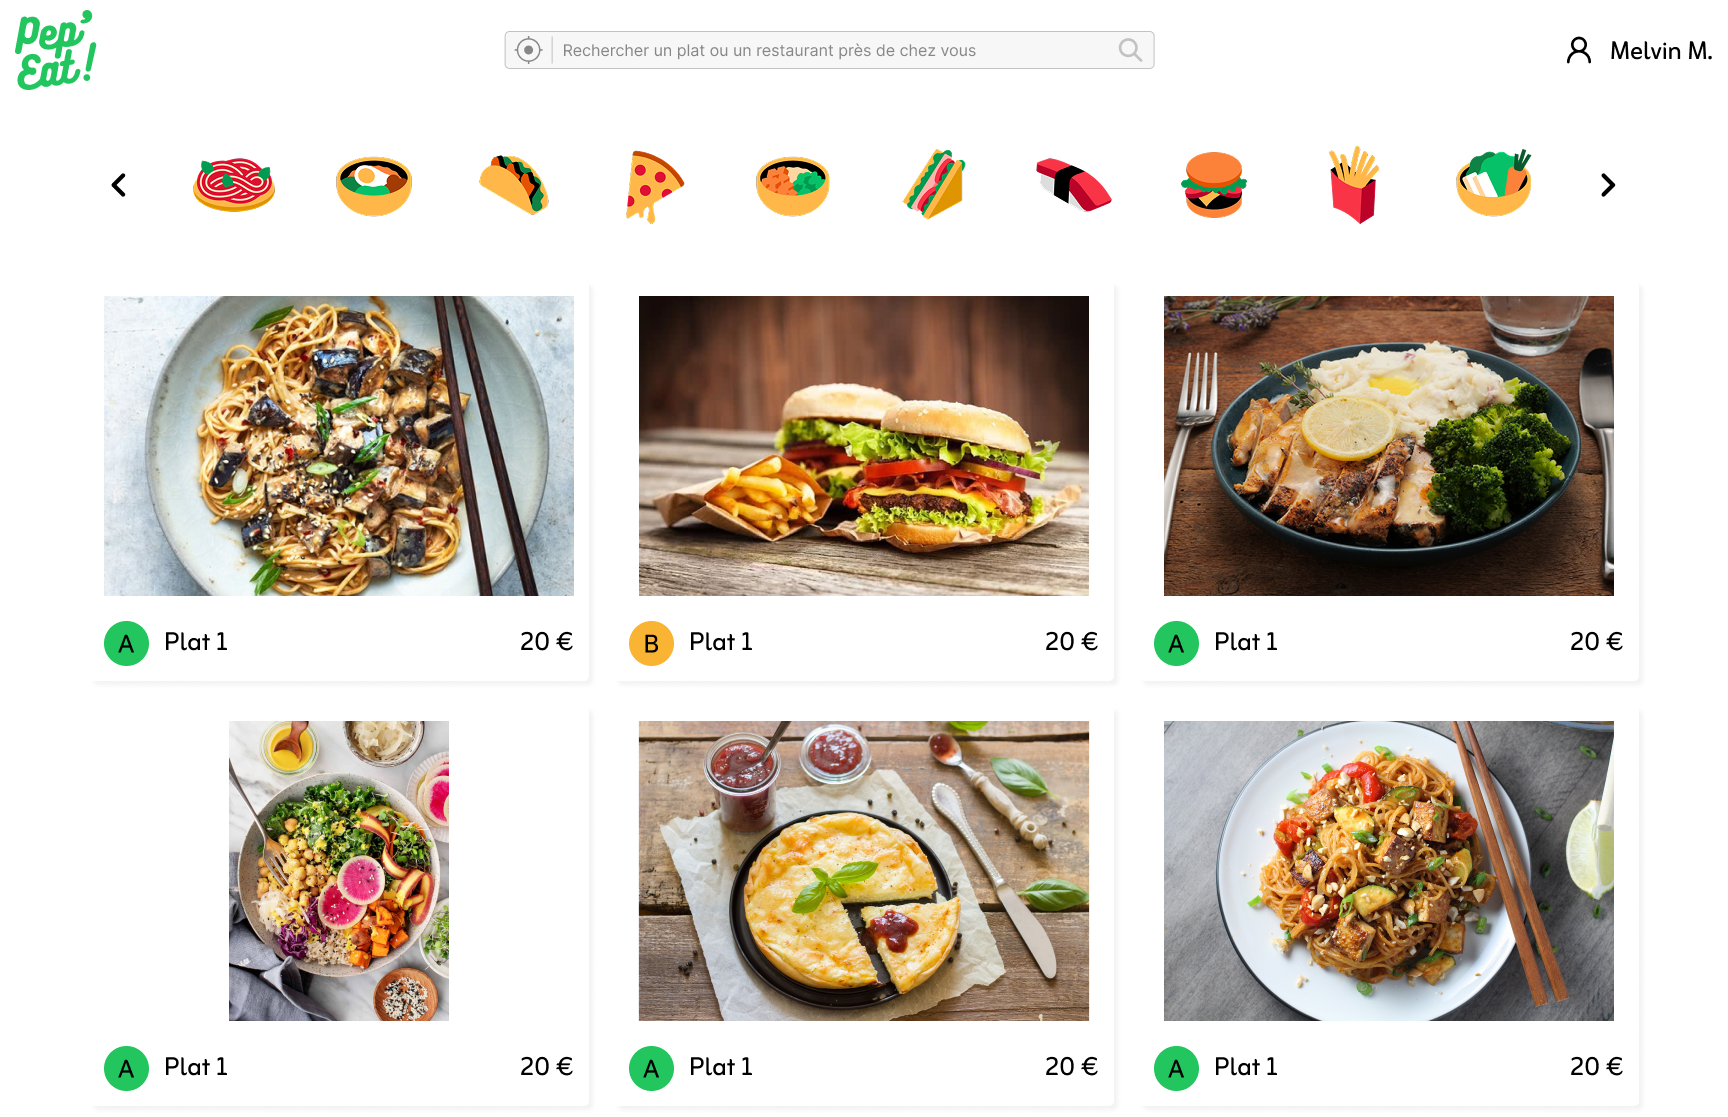 Pep'
Eat!
Rechercher un plat ou un restaurant près de chez vous
Melvin M.
A Plat 1 20 €
B Plat 1 20 €
A Plat 1 20 €
A Plat 1 20 €
A Plat 1 20 €
A Plat 1 20 €